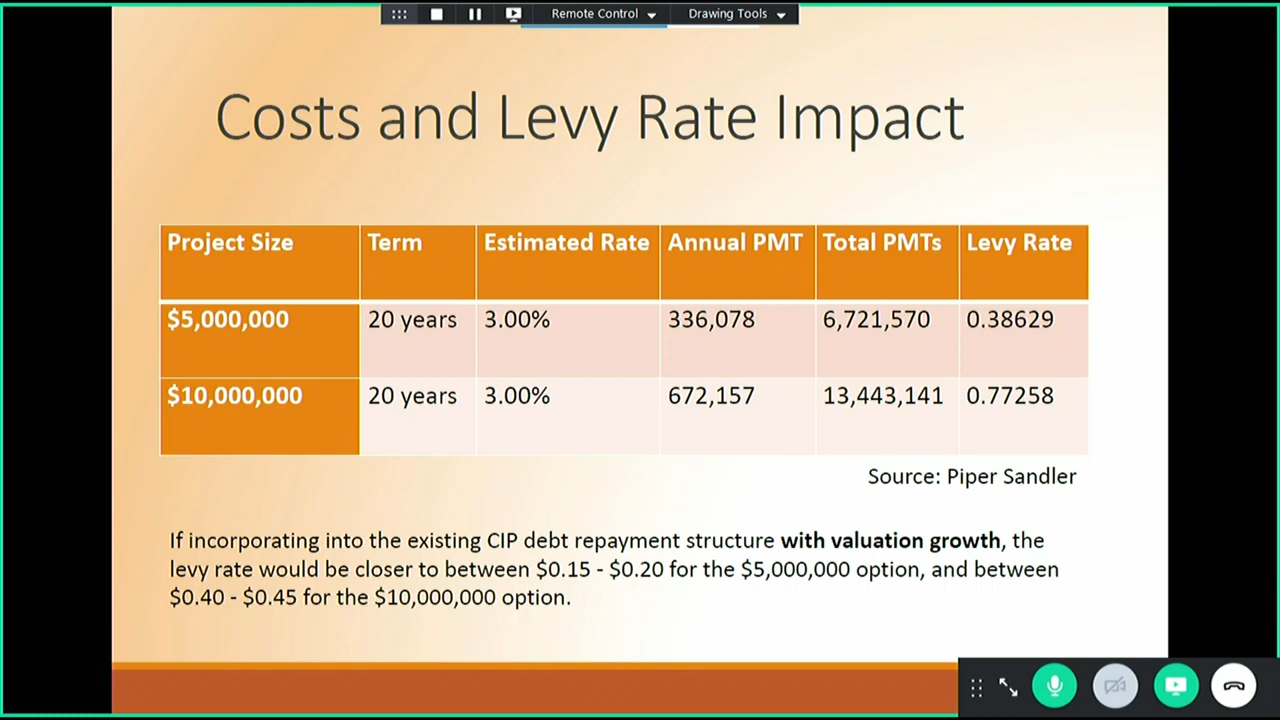 Remote Control
Drawing Tools
Costs and Levy Rate Impact
Project Size Term Estimated Rate Annual PMT Total PMTs Levy Rate
$5,000,000 20 years 3.00% 336,078 6,721,570 0.38629
$10,000,000 20 years 3.00% 672,157 13,443,141 0.77258
Source: Piper Sandler
If incorporating into the existing CIP debt repayment structure with valuation growth, the
levy rate would be closer to between $0.15 - $0.20 for the $5,000,000 option, and between
$0.40 - $0.45 for the $10,000,000 option.